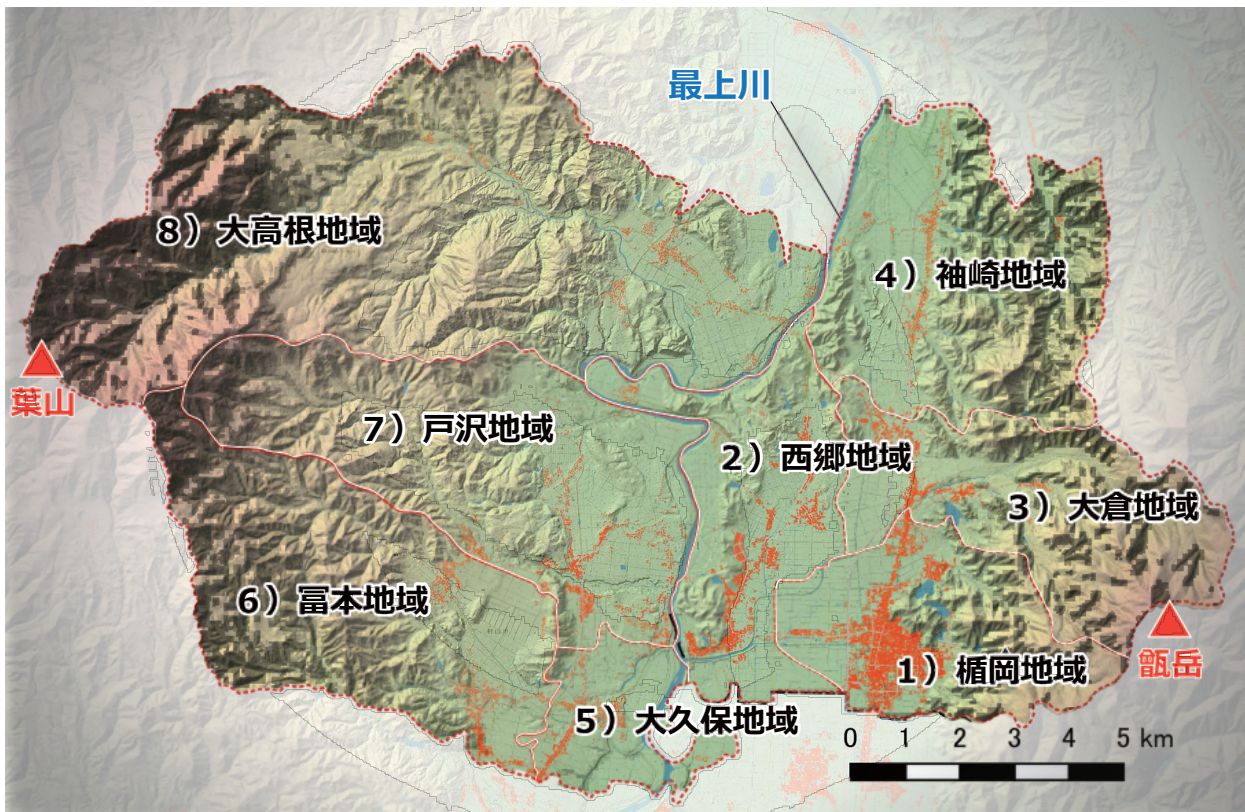 最上川
8）大高根地域
4）袖崎地域
葉山
7）戸沢地域
2）西郷地域
3）大倉地域
6）冨本地域
甑岳
1）楯岡地域
5）大久保地域
0 1 2 3 4 5 km